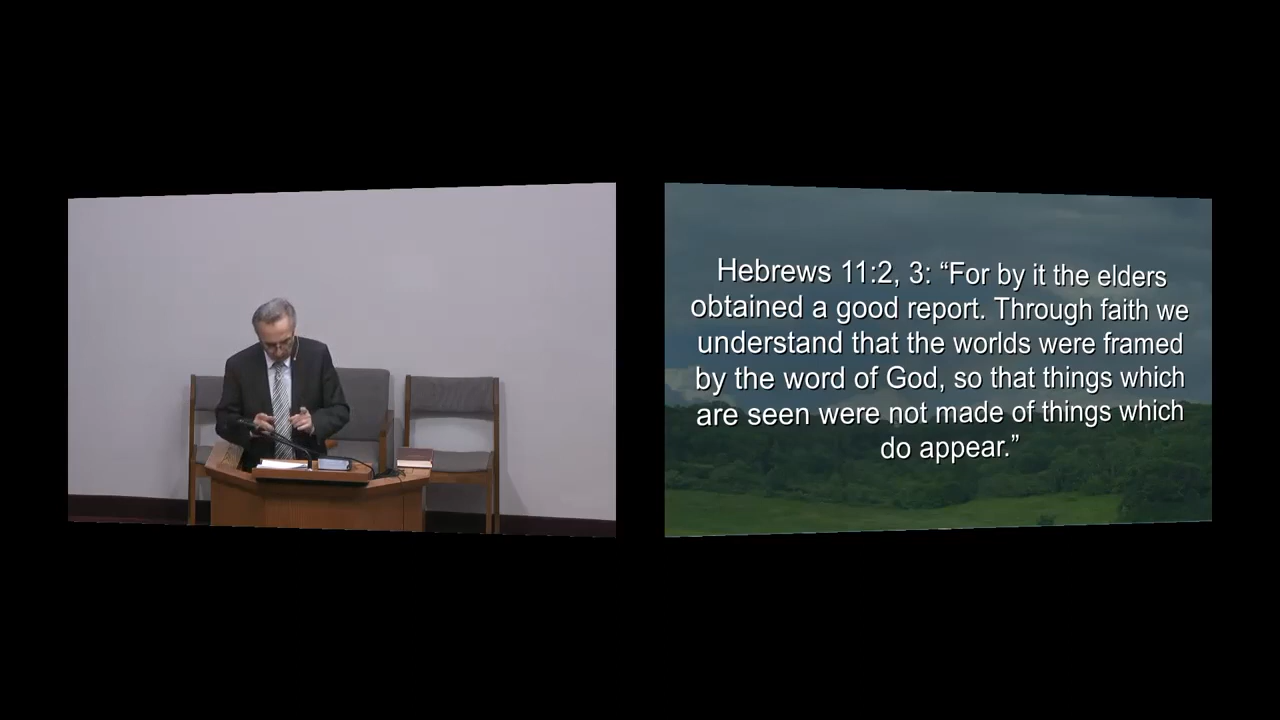 Hebrews 11:2, 3: “For by it the elders
obtained a good report. Through faith we
understand that the worlds were framed
by the word of God, so that things which
are seen were not made of things which
do appear.”